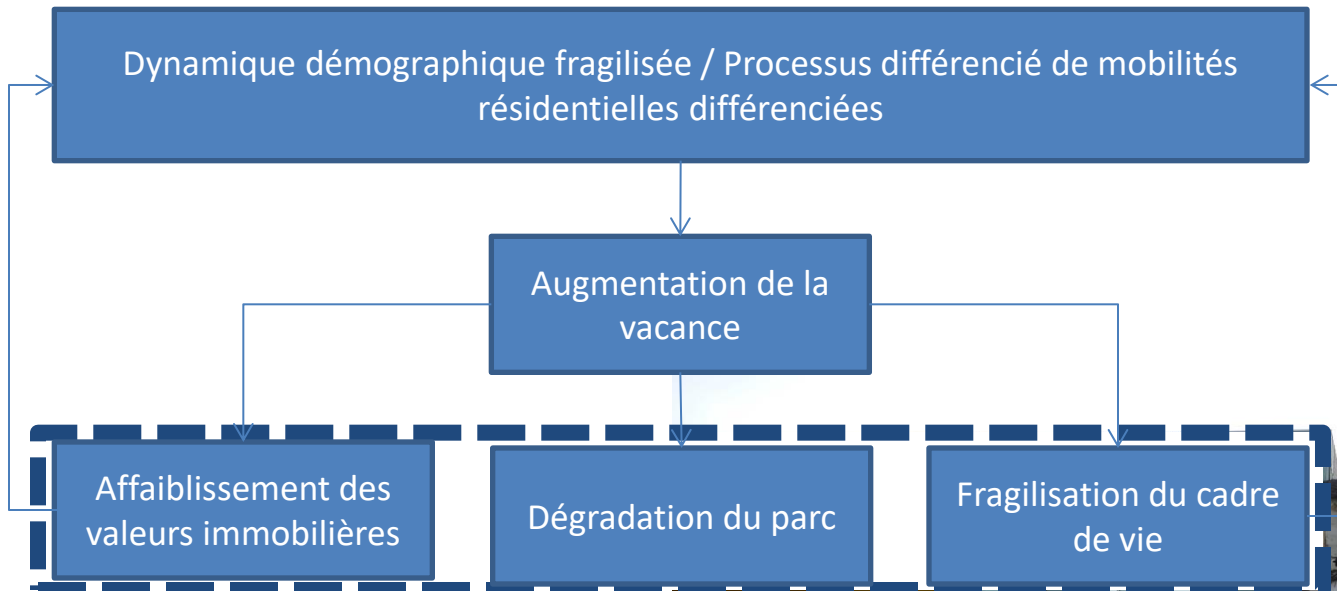 Dynamique démographique fragilisée / Processus différencié de mobilités
résidentielles différenciées
Augmentation de la
vacance
Affaiblissement des
valeurs immobilières
Dégradation du parc
Fragilisation du cadre
de vie